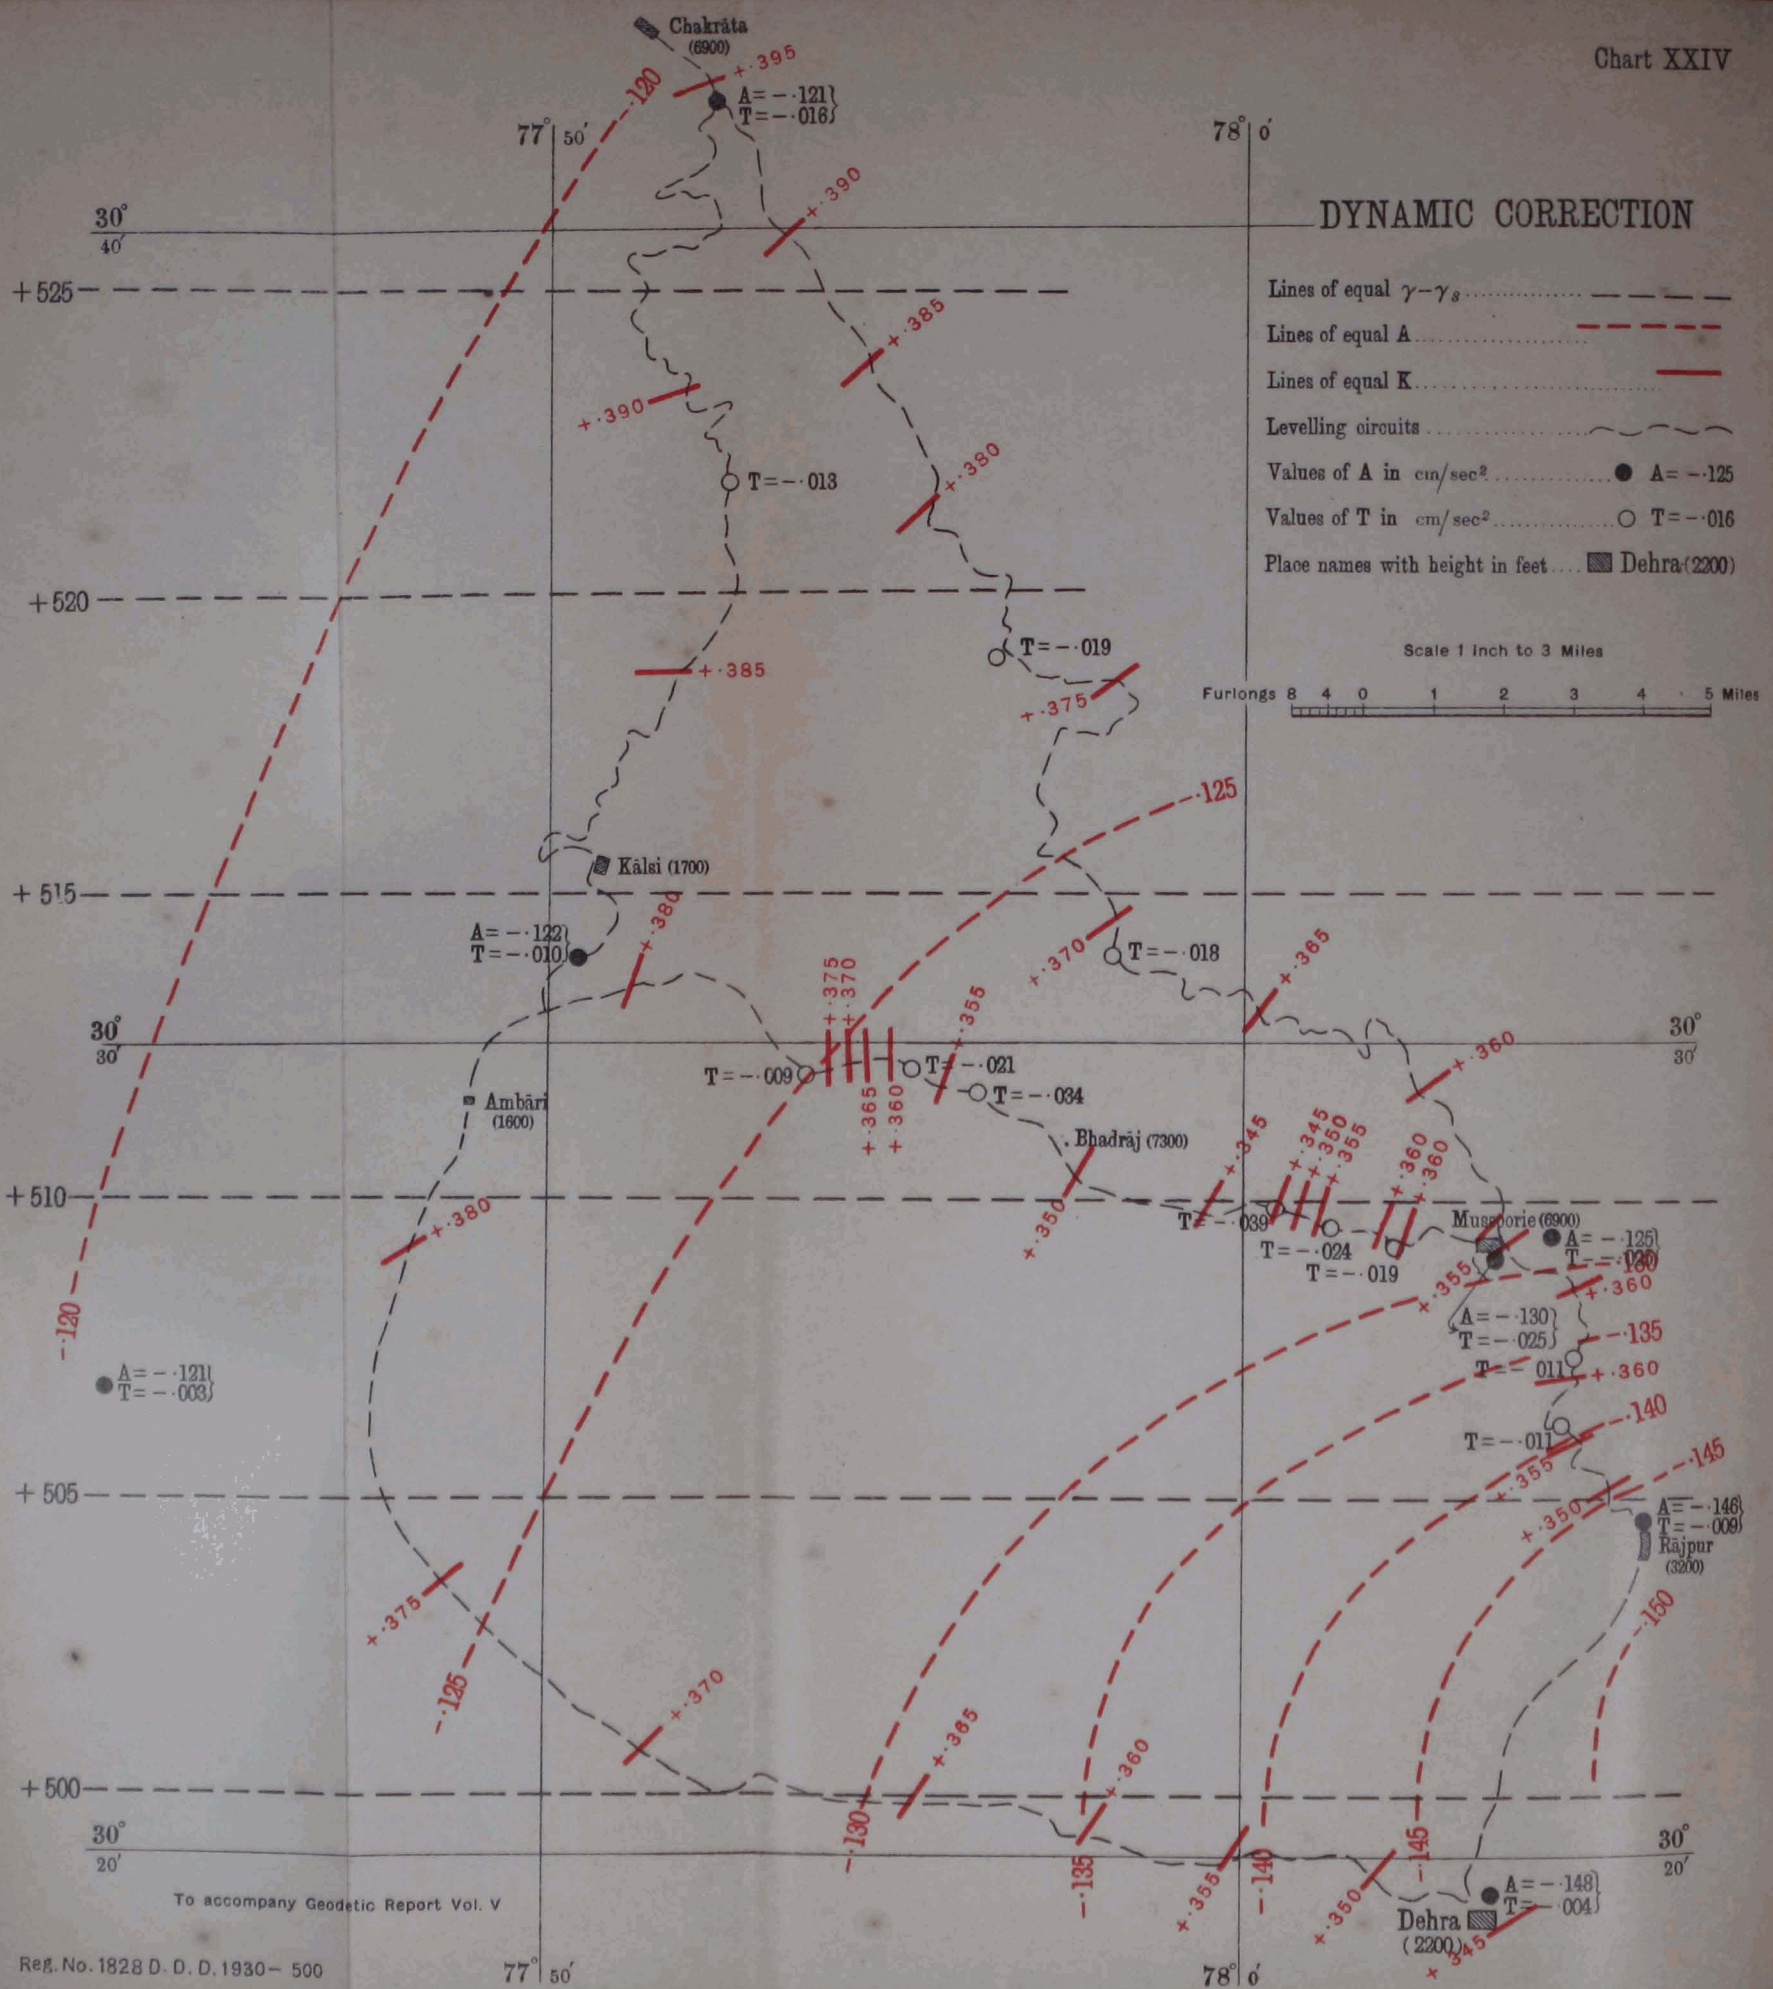 Chart XXIV
Chakrāta
(6900)
+·395
-·120
A=-·121
T=-·016
77° 50′
78° 0′
+·390
30°
40′
DYNAMIC CORRECTION
+525
Lines of equal γ-γs
Lines of equal A
Lines of equal K
Levelling circuits
Values of A in cm/sec² A=-·125
Values of T in cm/sec² T=-·016
Place names with height in feet Dehra (2200)
+·385
+·390
+·380
T=-·013
+520
T=-·019
Scale 1 inch to 3 Miles
Furlongs 8 4 0 1 2 3 4 5 Miles
+·385
+·375
-·125
Kālsi (1700)
+515
+·380
A=-·122
T=-·010
+·370
T=-·018
+·365
+·375
+·370
+·355
30°
30′
30°
30′
+·360
T=-·009
T=-·021
T=-·034
+·365
+·360
Ambāri
(1600)
Bhadrāj (7300)
+·345
+·345
+·350
+·355
+·360
+·360
+510
+·380
+·350
T=-·039
T=-·024
T=-·019
Mussoorie (6900)
A=-·125
+·355
+·360
A=-·130
T=-·025
-·135
-·120
A=-·121
T=-·003
T=-·011
+·360
-·140
T=-·011
+·355
-·145
+505
+·350
A=-·146
T=-·009
Rājpur
(3200)
+·375
-·150
-·125
+·370
+·365
+·360
+500
-·130
-·135
+·355
-·140
+·350
-·145
30°
20′
30°
20′
A=-·148
T=-·004
Dehra
(2200)
+·345
To accompany Geodetic Report Vol. V
Reg. No. 1828 D. D. D. 1930-500
77° 50′
78° 0′